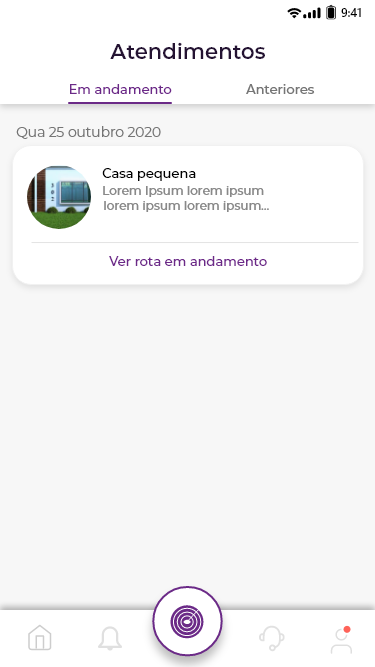 9:41
Atendimentos
Em andamento
Anteriores
Qua 25 outubro 2020
Casa pequena
Lorem Ipsum lorem ipsum
lorem ipsum lorem ipsum...
Ver rota em andamento